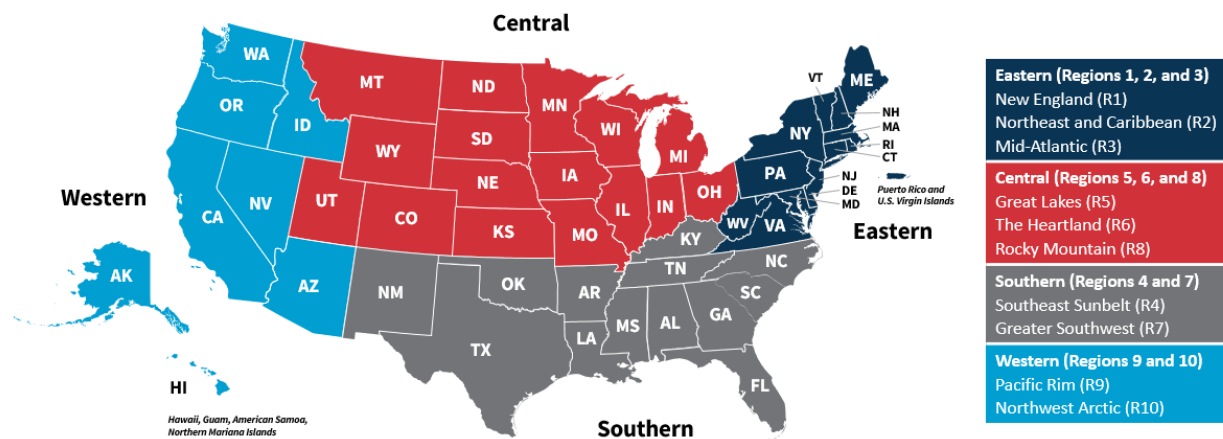 Central
WA
MT
ND
MN
VT
ME
OR
ID
SD
WI
NH
MA
NY
WY
MI
RI
CT
IA
PA
NE
NJ
Western
NV
UT
IL
IN
OH
DE
Puerto Rico and
U.S. Virgin Islands
MD
CA
CO
WV
VA
KS
MO
Eastern
KY
AK
AZ
NC
TN
OK
NM
AR
SC
GA
MS
AL
LA
TX
HI
FL
Hawaii, Guam, American Samoa,
Northern Mariana Islands
Southern
Eastern (Regions 1, 2, and 3)
New England (R1)
Northeast and Caribbean (R2)
Mid-Atlantic (R3)
Central (Regions 5, 6, and 8)
Great Lakes (R5)
The Heartland (R6)
Rocky Mountain (R8)
Southern (Regions 4 and 7)
Southeast Sunbelt (R4)
Greater Southwest (R7)
Western (Regions 9 and 10)
Pacific Rim (R9)
Northwest Arctic (R10)